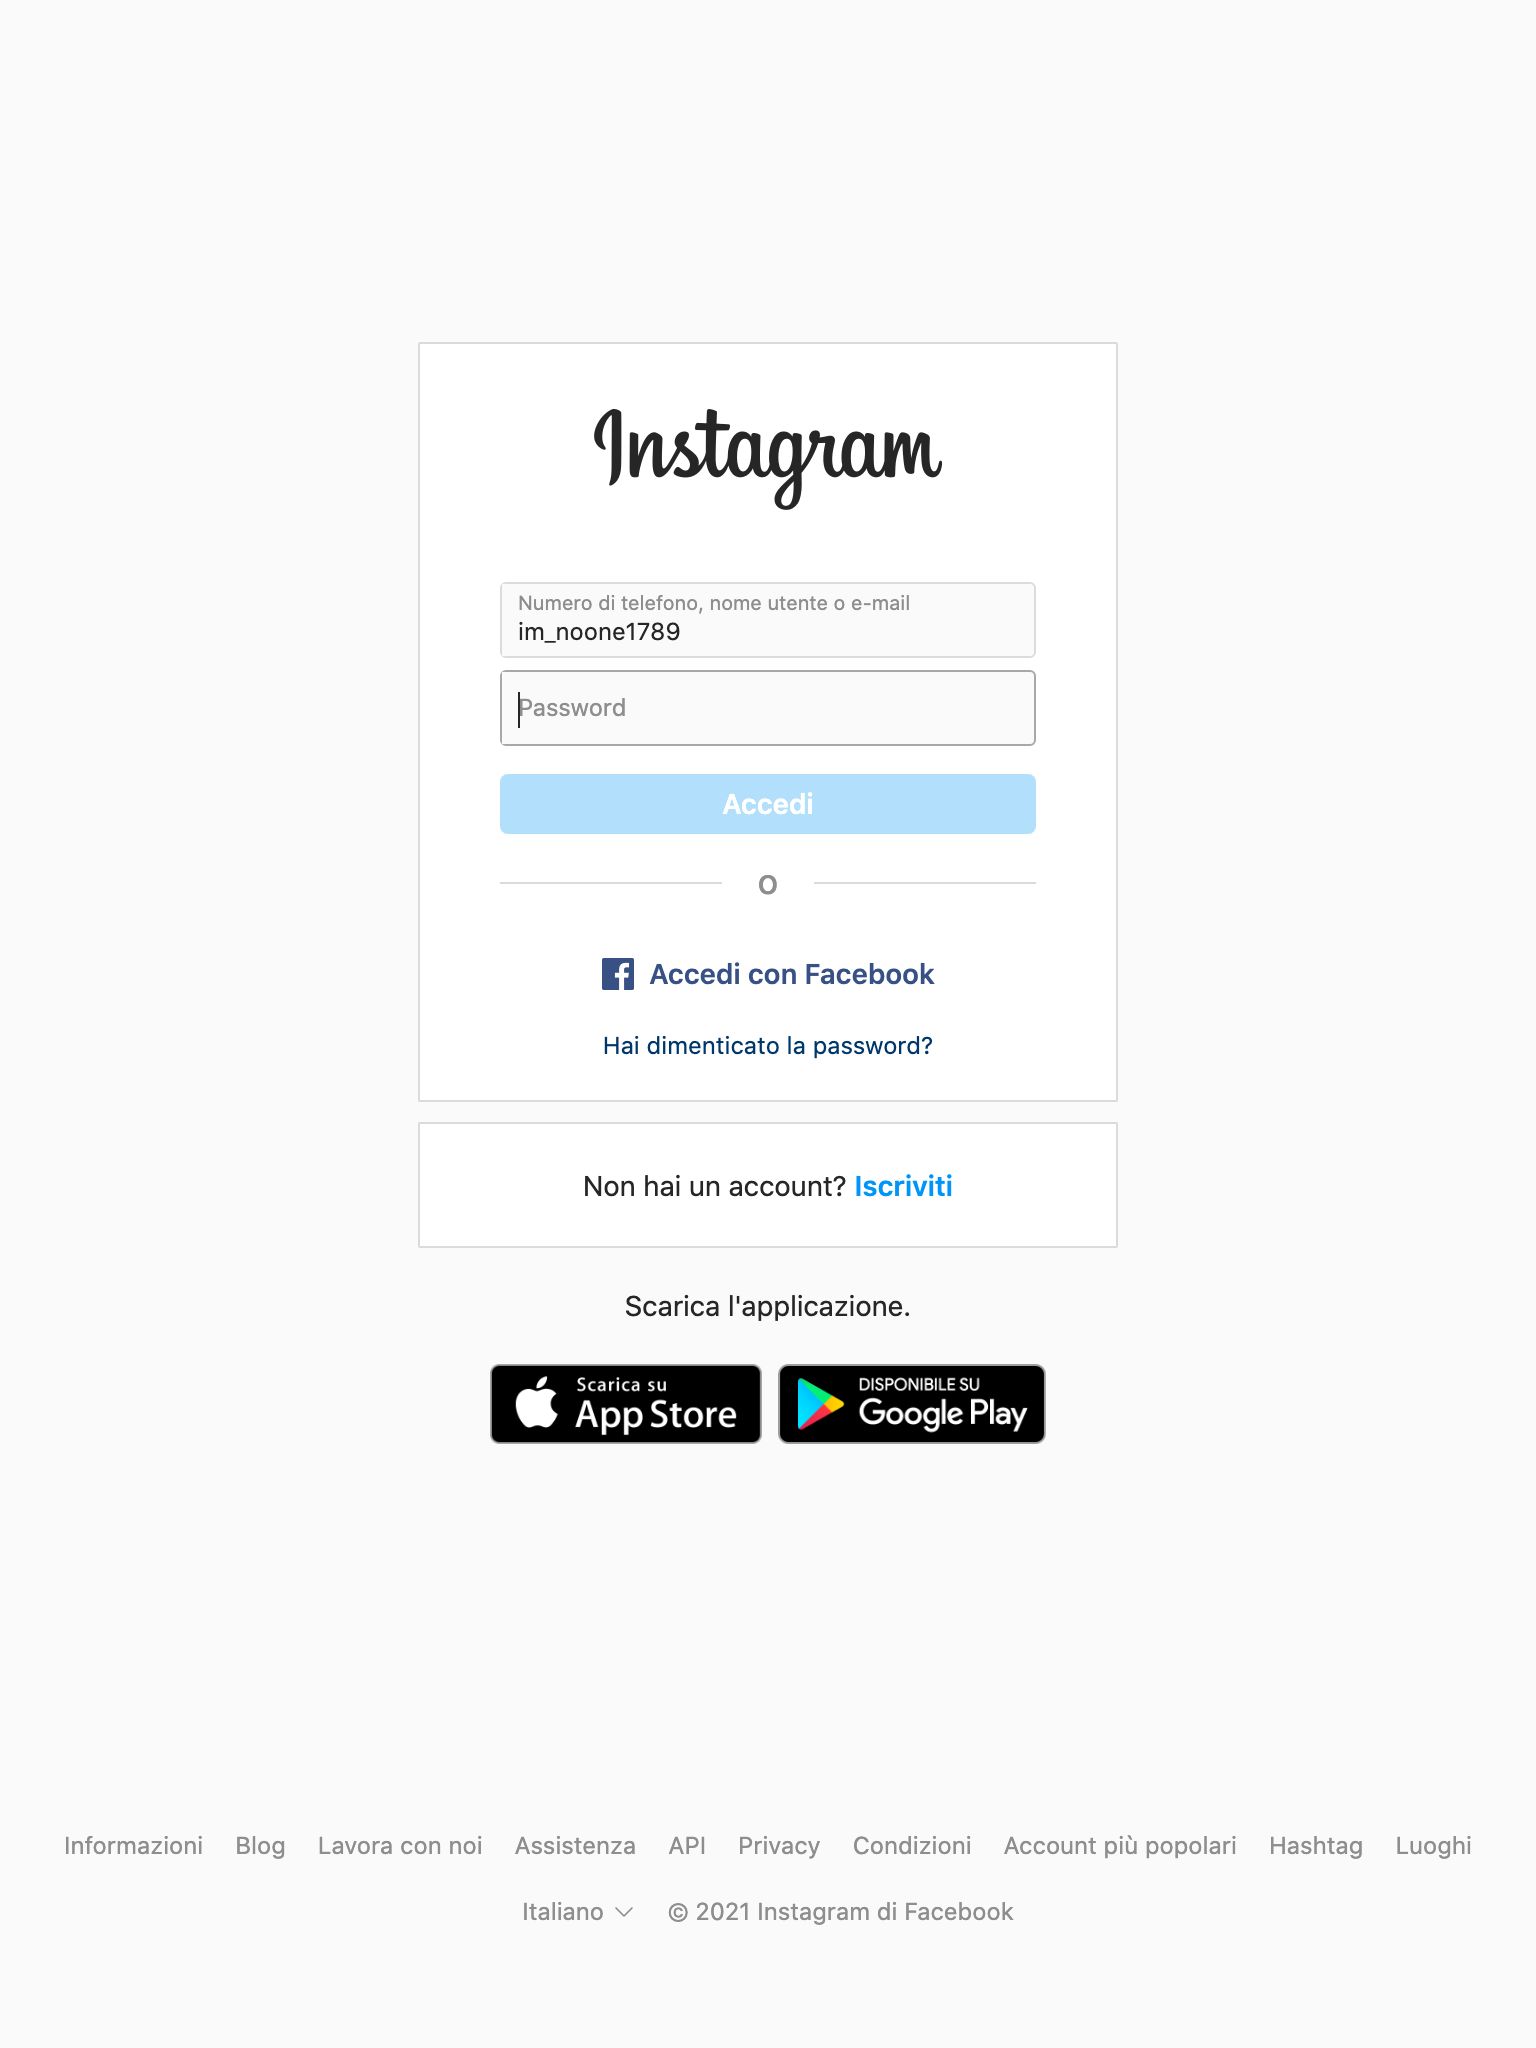 Instagram
Numero di telefono, nome utente o e-mail
im_noone1789
Password
Accedi
O
Accedi con Facebook
Hai dimenticato la password?
Non hai un account? Iscriviti
Scarica l'applicazione.
Scarica su
App Store
DISPONIBILE SU
Google Play
Informazioni Blog Lavora con noi Assistenza API Privacy Condizioni Account più popolari Hashtag Luoghi
Italiano © 2021 Instagram di Facebook